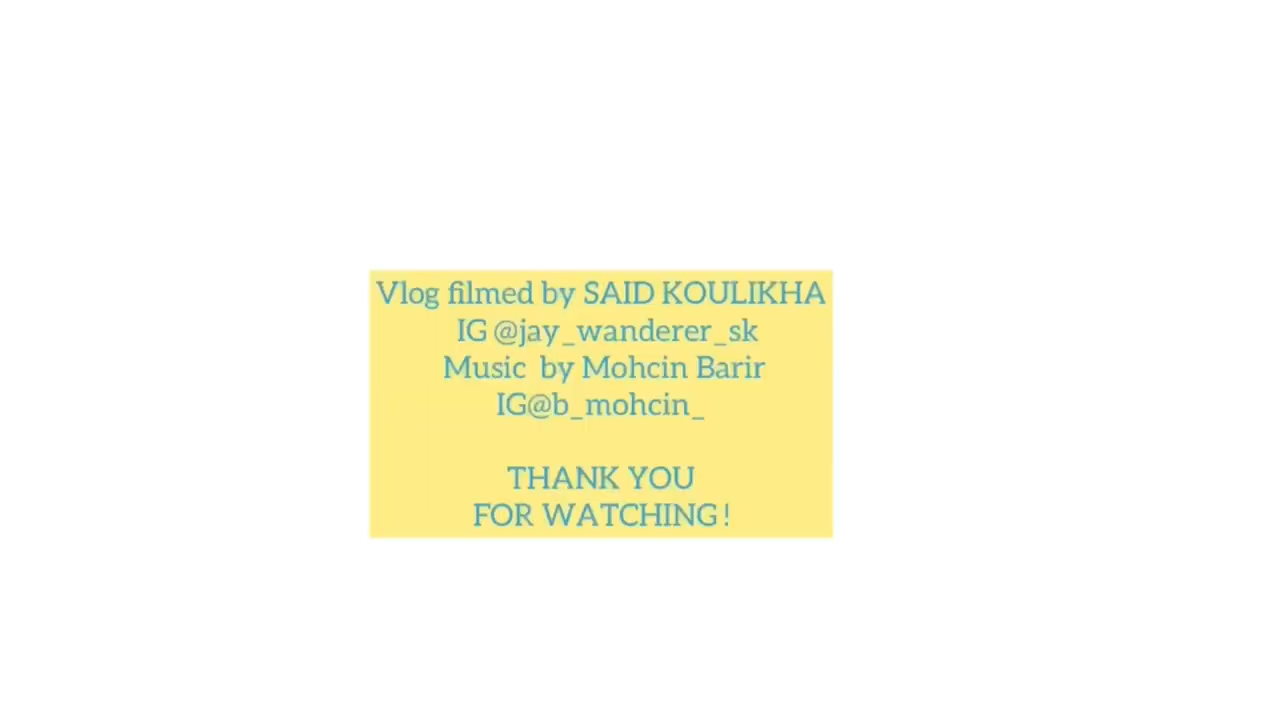 Vlog filmed by SAID KOULIKHA
IG @jay_wanderer_sk
Music  by Mohcin Barir
IG@b_mohcin_
THANK YOU
FOR WATCHING!